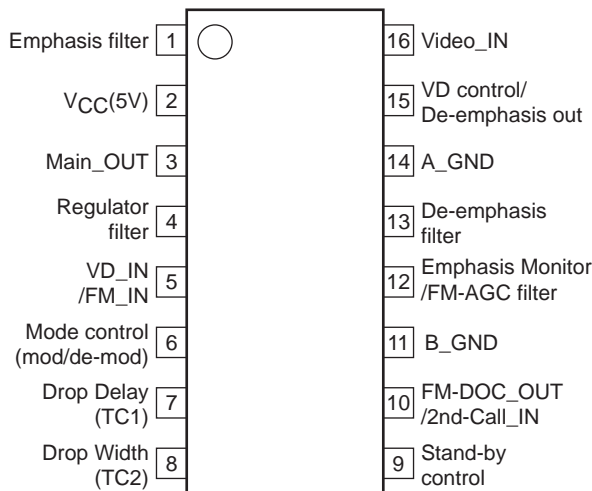 Emphasis filter 1
VCC(5V) 2
Main_OUT 3
Regulator
filter 4
VD_IN
/FM_IN 5
Mode control
(mod/de-mod) 6
Drop Delay
(TC1) 7
Drop Width
(TC2) 8
16 Video_IN
15 VD control/
De-emphasis out
14 A_GND
13 De-emphasis
filter
12 Emphasis Monitor
/FM-AGC filter
11 B_GND
10 FM-DOC_OUT
/2nd-Call_IN
9 Stand-by
control